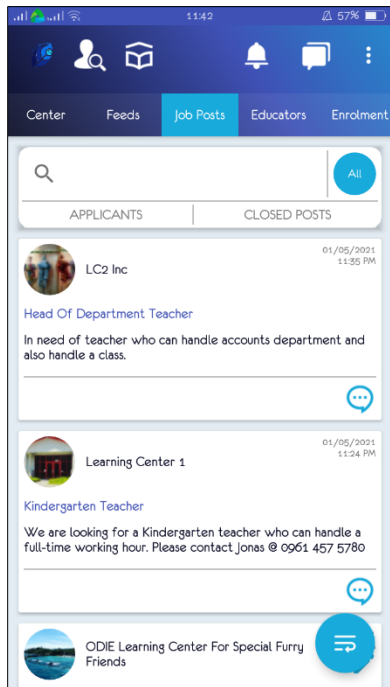 11:42
57%
Center Feeds Job Posts Educators Enrolment
All
APPLICANTS CLOSED POSTS
01/05/2021
11:35 PM
LC2 Inc
Head Of Department Teacher
In need of teacher who can handle accounts department and
also handle a class.
01/05/2021
11:24 PM
Learning Center 1
Kindergarten Teacher
We are looking for a Kindergarten teacher who can handle a
full-time working hour. Please contact Jonas @ 0961 457 5780
ODIE Learning Center For Special Furry
Friends